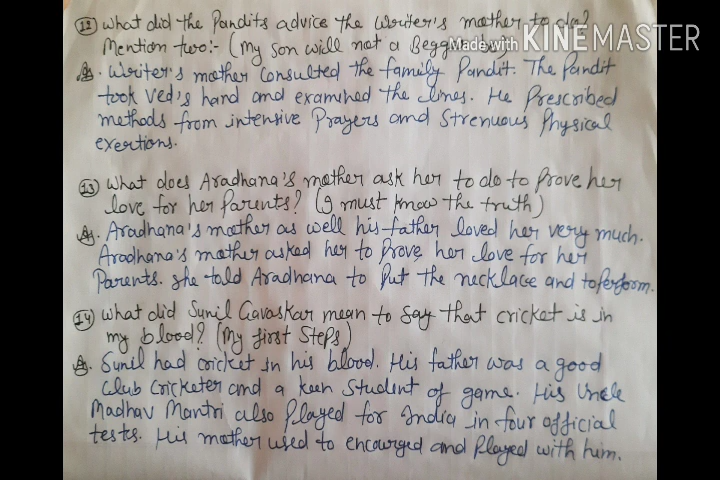 (12) What did the Pandits advice the writer's mother to do?
Mention two:- (My son will not a Beggar be)
Made with KINEMASTER
A. Writer's mother consulted the family Pandit. The Pandit
took Ved's hand and examined the lines. He Prescribed
methods from intensive Prayers and Strenuous Physical
exertions.
(13) What does Aradhana's mother ask her to do to Prove her
love for her Parents? (I must know the truth)
A. Aradhana's mother as well his father loved her very much.
Aradhana's mother asked her to Prove her love for her
Parents. She told Aradhana to Put the necklace and to Perform.
(14) What did Sunil Gavaskar mean to say that cricket is in
my blood? (My first Steps)
A. Sunil had cricket in his blood. His father was a good
Club Cricketer and a keen Student of game. His Uncle
Madhav Mantri also Played for India in four official
tests. His mother used to encourged and Played with him.